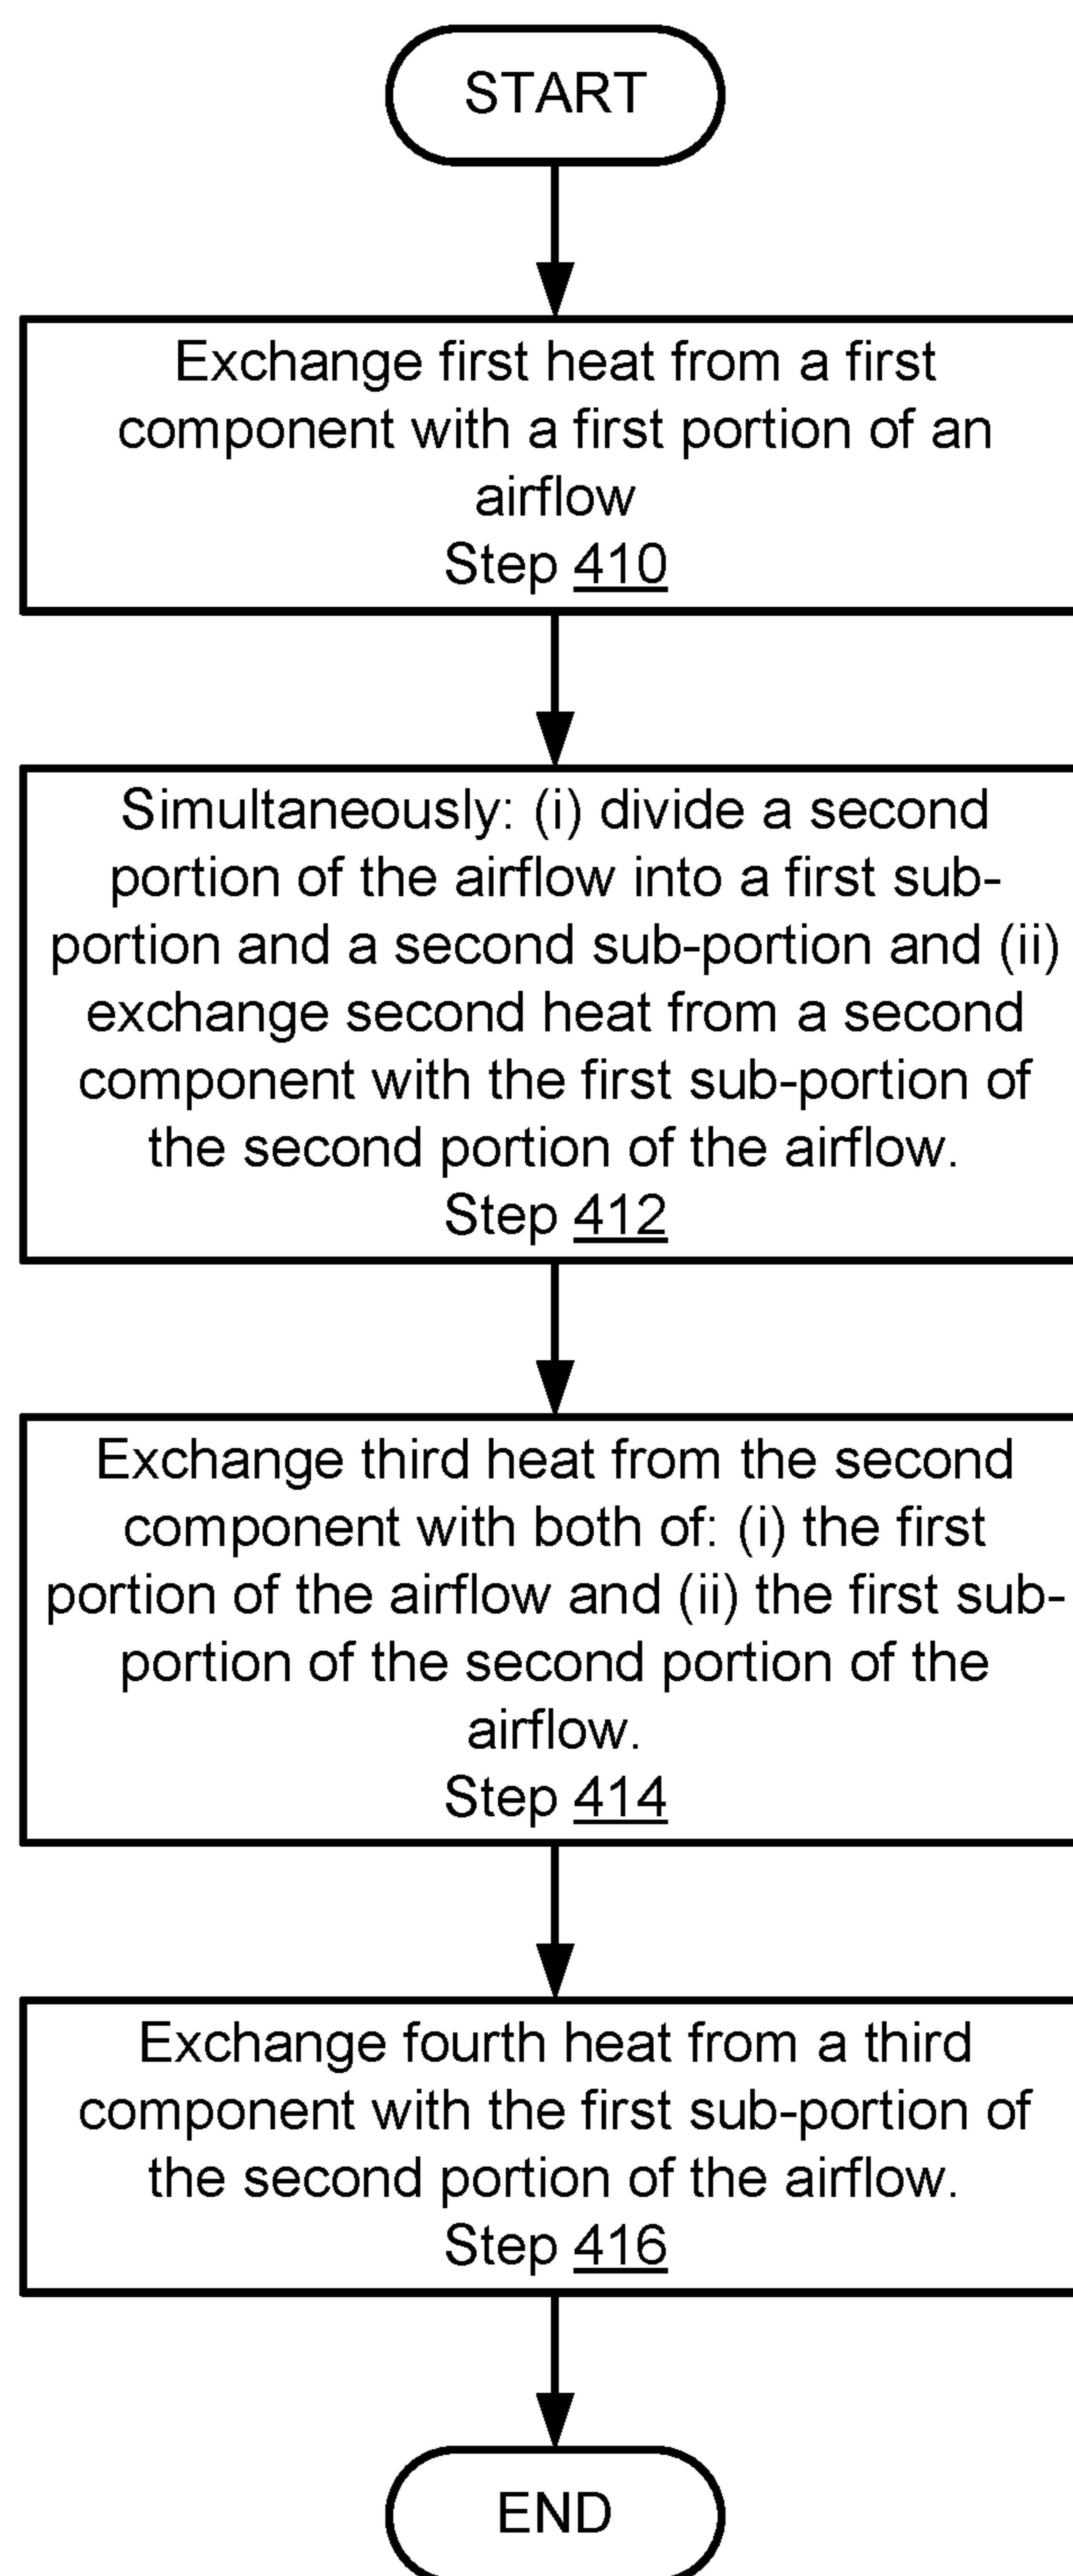 START
Exchange first heat from a first
component with a first portion of an
airflow
Step 410
Simultaneously: (i) divide a second
portion of the airflow into a first sub-
portion and a second sub-portion and (ii)
exchange second heat from a second
component with the first sub-portion of
the second portion of the airflow.
Step 412
Exchange third heat from the second
component with both of: (i) the first
portion of the airflow and (ii) the first sub-
portion of the second portion of the
airflow.
Step 414
Exchange fourth heat from a third
component with the first sub-portion of
the second portion of the airflow.
Step 416
END